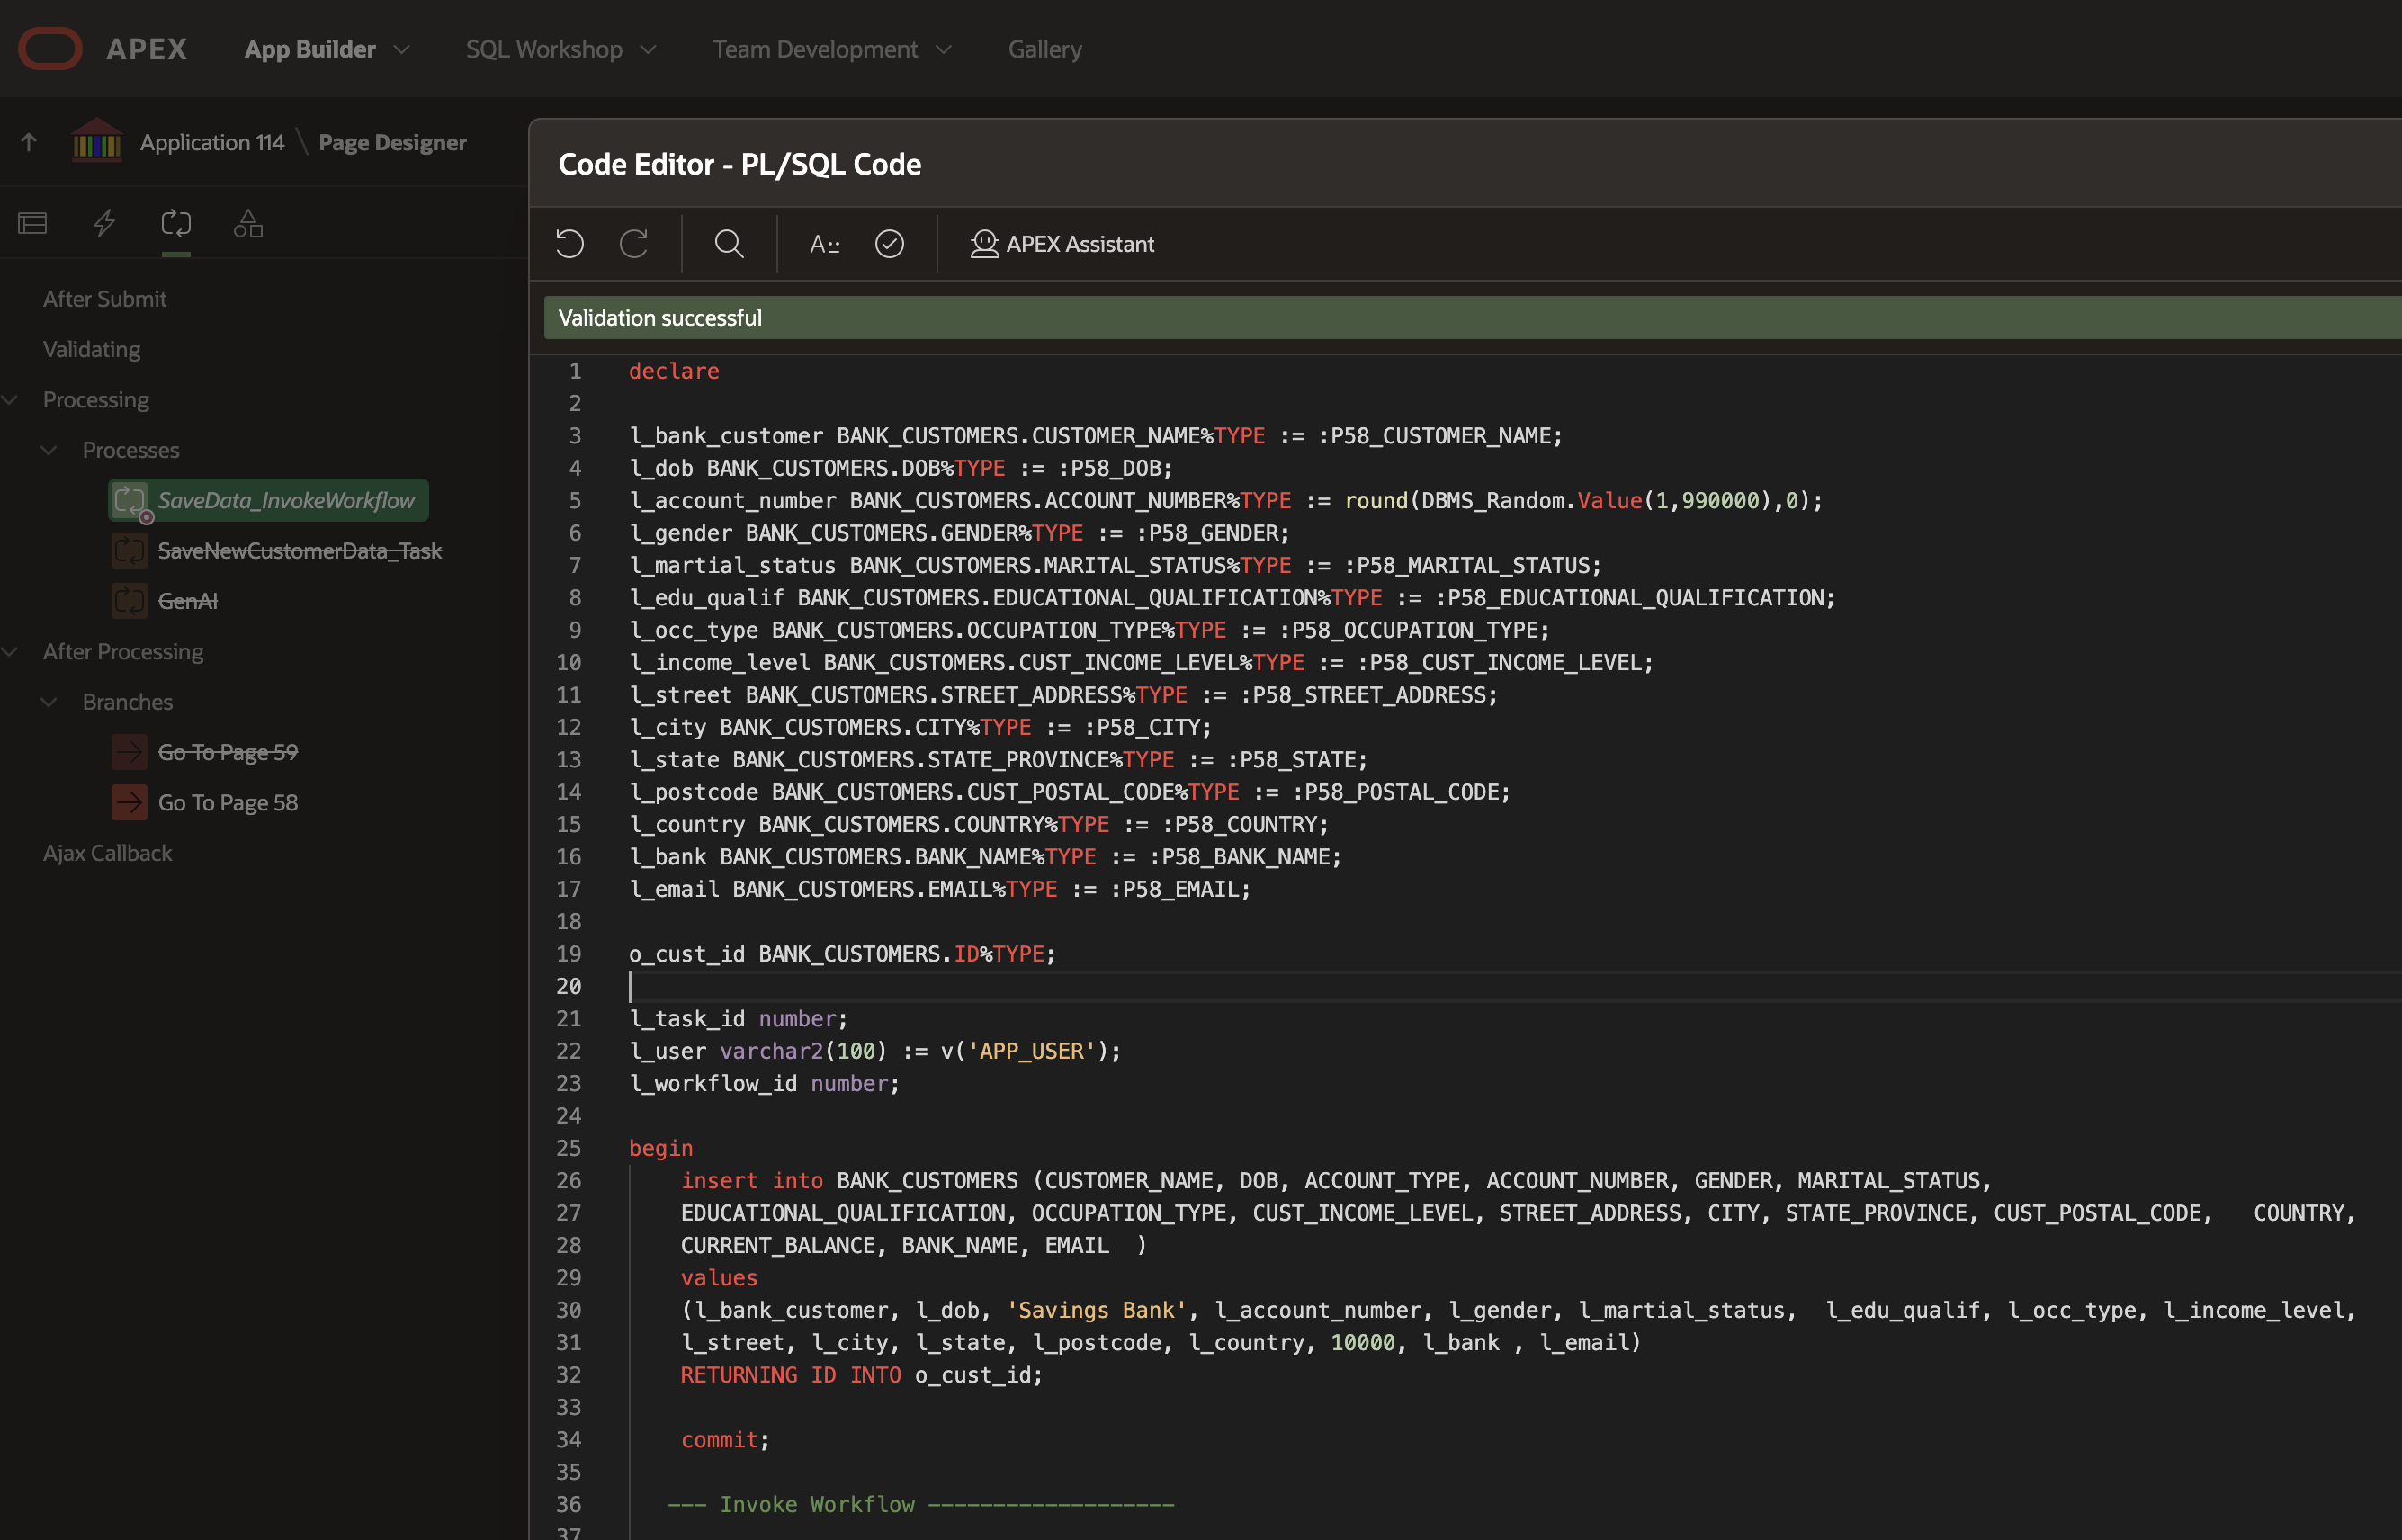 APEX App Builder SQL Workshop Team Development Gallery
Application 114 \ Page Designer
After Submit
Validating
Processing
Processes
SaveData_InvokeWorkflow
SaveNewCustomerData_Task
GenAI
After Processing
Branches
Go To Page 59
Go To Page 58
Ajax Callback
Code Editor - PL/SQL Code
A:: APEX Assistant
Validation successful
1 declare
2
3 l_bank_customer BANK_CUSTOMERS.CUSTOMER_NAME%TYPE := :P58_CUSTOMER_NAME;
4 l_dob BANK_CUSTOMERS.DOB%TYPE := :P58_DOB;
5 l_account_number BANK_CUSTOMERS.ACCOUNT_NUMBER%TYPE := round(DBMS_Random.Value(1,990000),0);
6 l_gender BANK_CUSTOMERS.GENDER%TYPE := :P58_GENDER;
7 l_martial_status BANK_CUSTOMERS.MARITAL_STATUS%TYPE := :P58_MARITAL_STATUS;
8 l_edu_qualif BANK_CUSTOMERS.EDUCATIONAL_QUALIFICATION%TYPE := :P58_EDUCATIONAL_QUALIFICATION;
9 l_occ_type BANK_CUSTOMERS.OCCUPATION_TYPE%TYPE := :P58_OCCUPATION_TYPE;
10 l_income_level BANK_CUSTOMERS.CUST_INCOME_LEVEL%TYPE := :P58_CUST_INCOME_LEVEL;
11 l_street BANK_CUSTOMERS.STREET_ADDRESS%TYPE := :P58_STREET_ADDRESS;
12 l_city BANK_CUSTOMERS.CITY%TYPE := :P58_CITY;
13 l_state BANK_CUSTOMERS.STATE_PROVINCE%TYPE := :P58_STATE;
14 l_postcode BANK_CUSTOMERS.CUST_POSTAL_CODE%TYPE := :P58_POSTAL_CODE;
15 l_country BANK_CUSTOMERS.COUNTRY%TYPE := :P58_COUNTRY;
16 l_bank BANK_CUSTOMERS.BANK_NAME%TYPE := :P58_BANK_NAME;
17 l_email BANK_CUSTOMERS.EMAIL%TYPE := :P58_EMAIL;
18
19 o_cust_id BANK_CUSTOMERS.ID%TYPE;
20
21 l_task_id number;
22 l_user varchar2(100) := v('APP_USER');
23 l_workflow_id number;
24
25 begin
26 insert into BANK_CUSTOMERS (CUSTOMER_NAME, DOB, ACCOUNT_TYPE, ACCOUNT_NUMBER, GENDER, MARITAL_STATUS,
27 EDUCATIONAL_QUALIFICATION, OCCUPATION_TYPE, CUST_INCOME_LEVEL, STREET_ADDRESS, CITY, STATE_PROVINCE, CUST_POSTAL_CODE, COUNTRY,
28 CURRENT_BALANCE, BANK_NAME, EMAIL )
29 values
30 (l_bank_customer, l_dob, 'Savings Bank', l_account_number, l_gender, l_martial_status, l_edu_qualif, l_occ_type, l_income_level,
31 l_street, l_city, l_state, l_postcode, l_country, 10000, l_bank , l_email)
32 RETURNING ID INTO o_cust_id;
33
34 commit;
35
36 --- Invoke Workflow -------------------
37